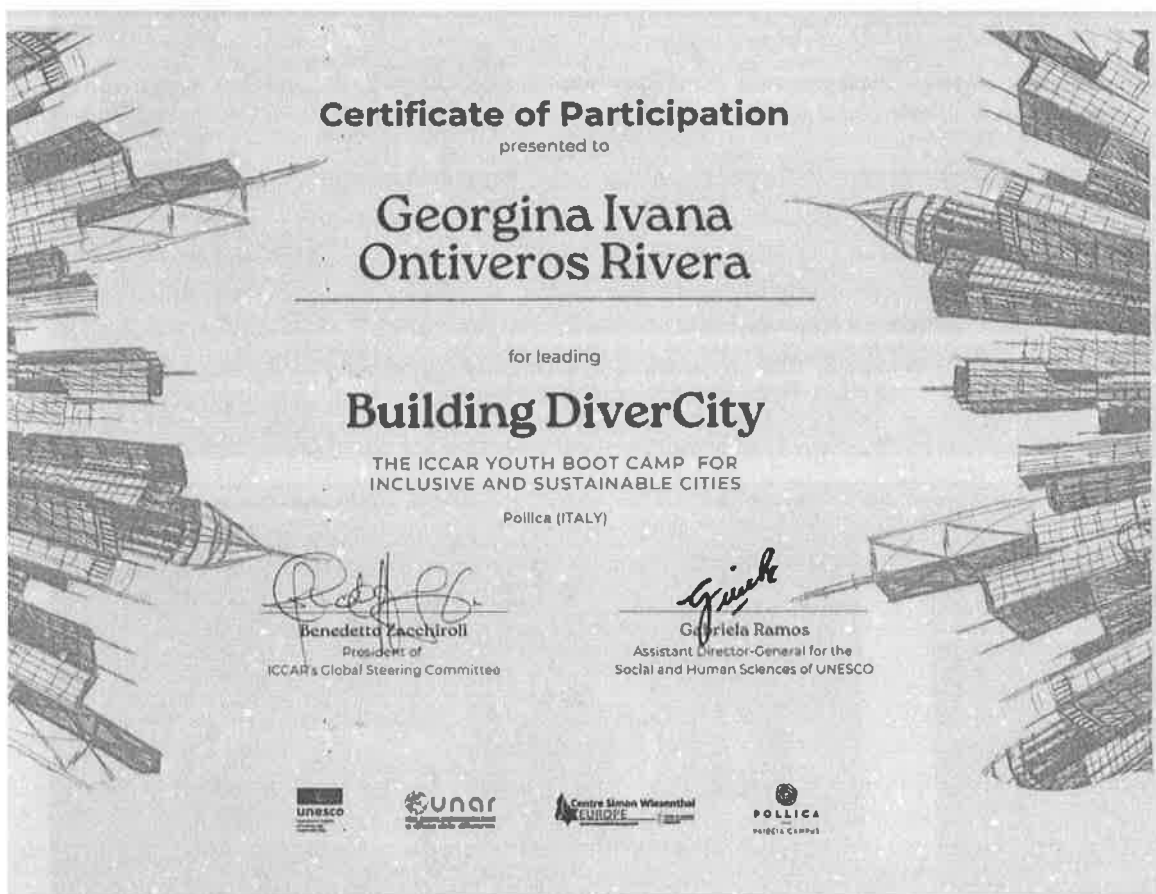 Certificate of Participation
presented to
Georgina Ivana
Ontiveros Rivera
for leading
Building DiverCity
THE ICCAR YOUTH BOOT CAMP FOR
INCLUSIVE AND SUSTAINABLE CITIES
Pollica (ITALY)
Benedetto Zacchiroli
President of
ICCAR's Global Steering Committee
Gabriela Ramos
Assistant Director-General for the
Social and Human Sciences of UNESCO
unesco
unar
Centre Simon Wiesenthal
EUROPE
POLLICA
PAIDEIA CAMPUS